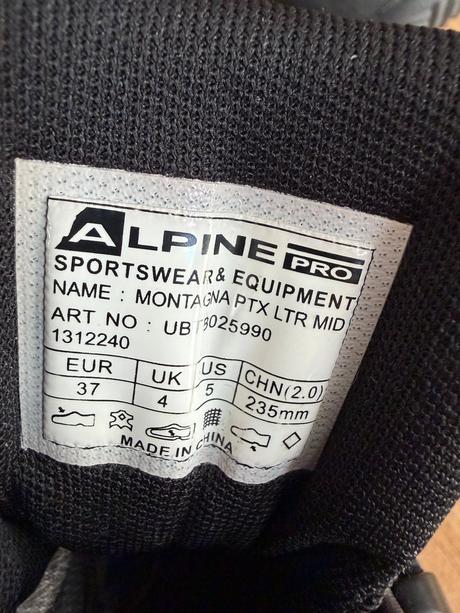 ALPINE PRO
SPORTSWEAR & EQUIPMENT
NAME : MONTAGNA PTX LTR MID
ART NO : UBTB025990
1312240
EUR UK US CHN(2.0)
37 4 5 235mm
MADE IN CHINA